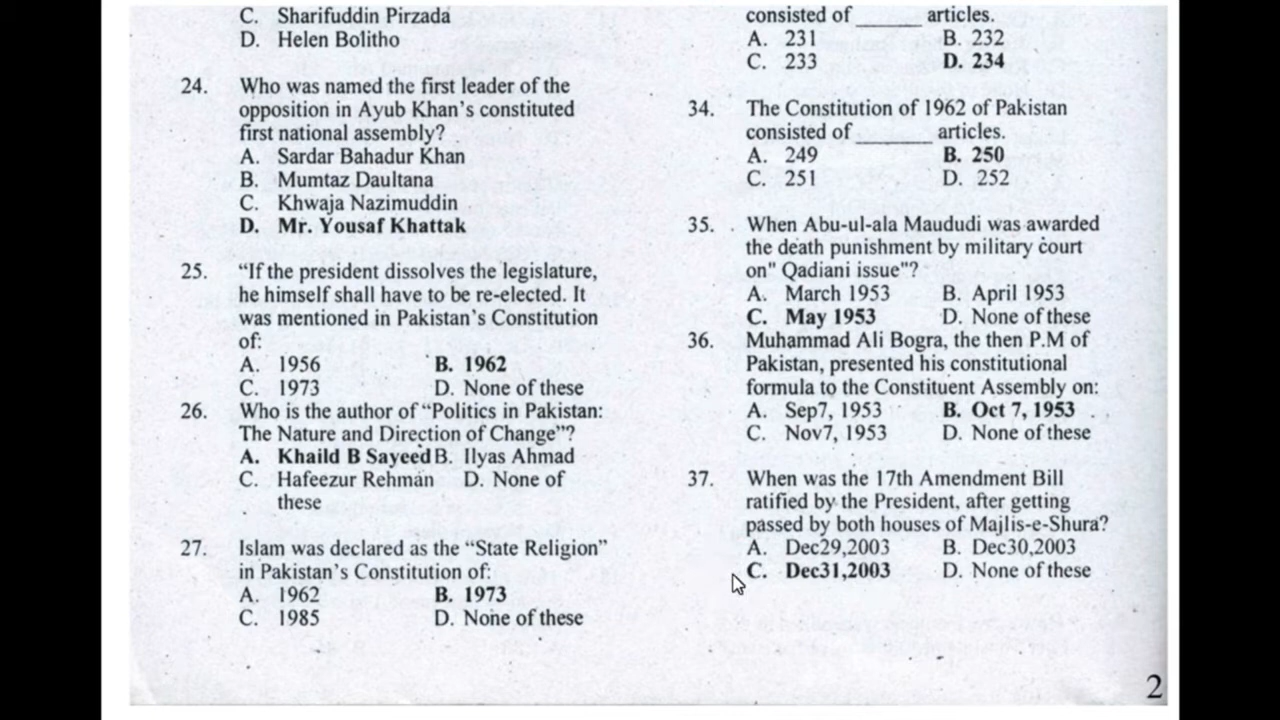 C. Sharifuddin Pirzada
D. Helen Bolitho
24. Who was named the first leader of the
opposition in Ayub Khan's constituted
first national assembly?
A. Sardar Bahadur Khan
B. Mumtaz Daultana
C. Khwaja Nazimuddin
D. Mr. Yousaf Khattak
25. "If the president dissolves the legislature,
he himself shall have to be re-elected. It
was mentioned in Pakistan's Constitution
of:
A. 1956 B. 1962
C. 1973 D. None of these
26. Who is the author of "Politics in Pakistan:
The Nature and Direction of Change"?
A. Khaild B Sayeed B. Ilyas Ahmad
C. Hafeezur Rehman D. None of
these
27. Islam was declared as the "State Religion"
in Pakistan's Constitution of:
A. 1962 B. 1973
C. 1985 D. None of these
consisted of ______ articles.
A. 231 B. 232
C. 233 D. 234
34. The Constitution of 1962 of Pakistan
consisted of _______ articles.
A. 249 B. 250
C. 251 D. 252
35. When Abu-ul-ala Maududi was awarded
the death punishment by military court
on" Qadiani issue"?
A. March 1953 B. April 1953
C. May 1953 D. None of these
36. Muhammad Ali Bogra, the then P.M of
Pakistan, presented his constitutional
formula to the Constituent Assembly on:
A. Sep7, 1953 B. Oct 7, 1953
C. Nov7, 1953 D. None of these
37. When was the 17th Amendment Bill
ratified by the President, after getting
passed by both houses of Majlis-e-Shura?
A. Dec29,2003 B. Dec30,2003
C. Dec31,2003 D. None of these
2